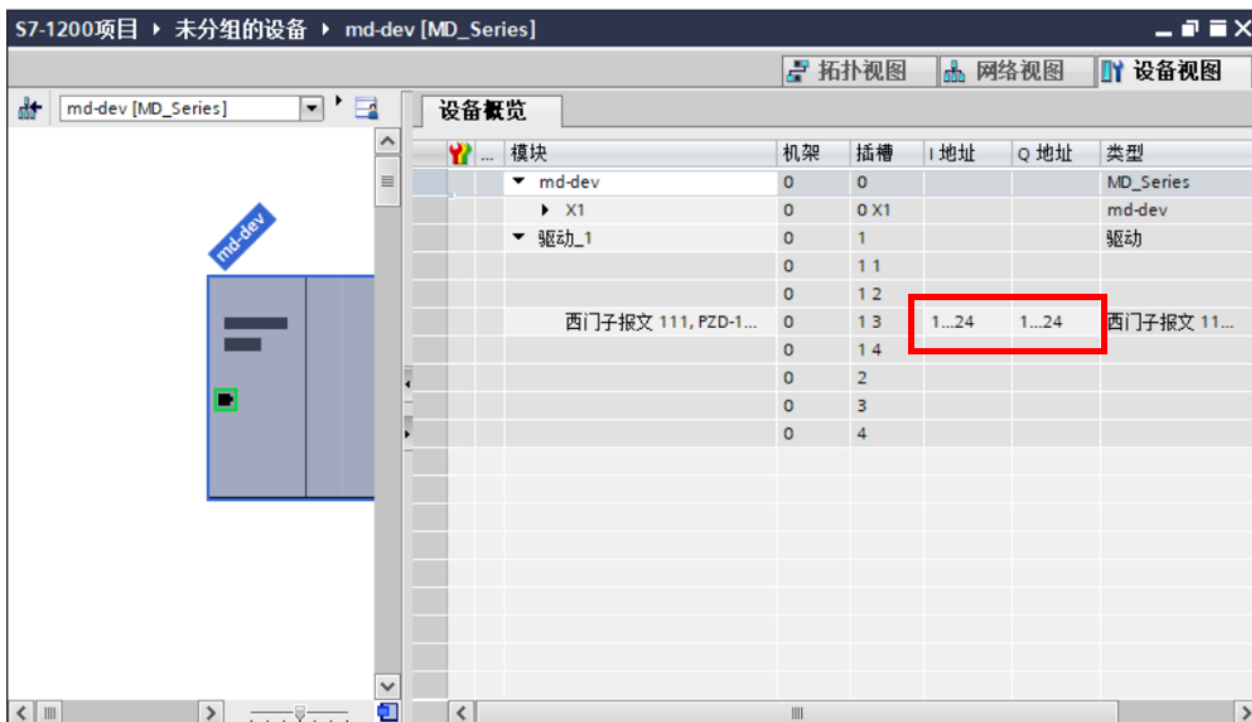 S7-1200项目 ▸ 未分组的设备 ▸ md-dev [MD_Series]
拓扑视图 网络视图 设备视图
md-dev [MD_Series] 设备概览
... 模块 机架 插槽 I 地址 Q 地址 类型
md-dev 0 0 MD_Series
X1 0 0 X1 md-dev
驱动_1 0 1 驱动
0 1 1
0 1 2
西门子报文 111, PZD-1... 0 1 3 1...24 1...24 西门子报文 11...
0 1 4
0 2
0 3
0 4
md-dev